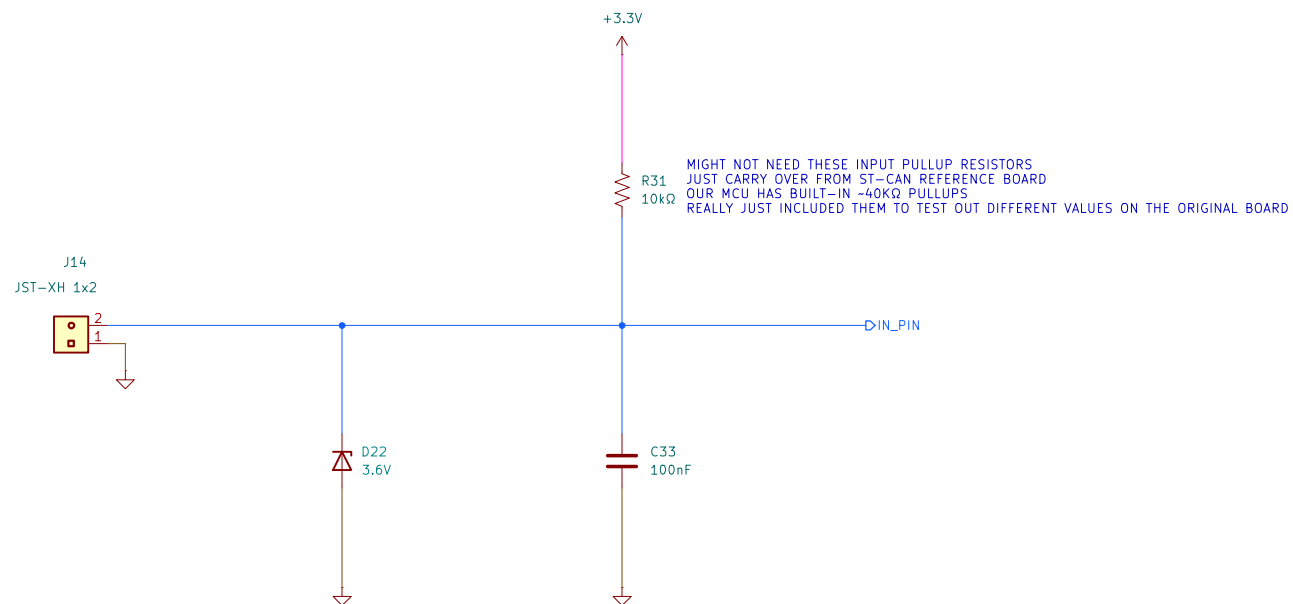 +3.3V
MIGHT NOT NEED THESE INPUT PULLUP RESISTORS
JUST CARRY OVER FROM ST-CAN REFERENCE BOARD
OUR MCU HAS BUILT-IN ~40KΩ PULLUPS
REALLY JUST INCLUDED THEM TO TEST OUT DIFFERENT VALUES ON THE ORIGINAL BOARD
R31
10kΩ
J14
JST-XH 1x2
2
1
IN_PIN
D22
3.6V
C33
100nF